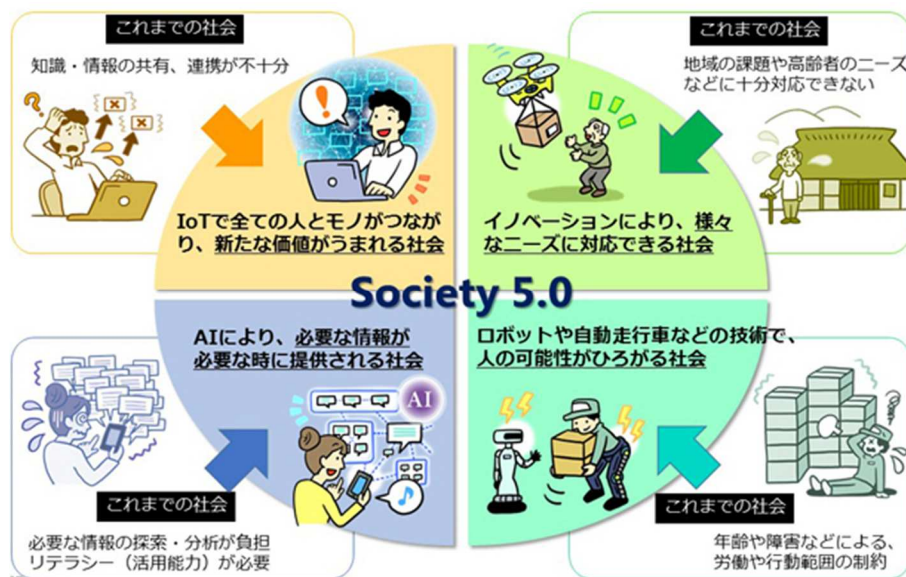 これまでの社会
知識・情報の共有、連携が不十分
IoTで全ての人とモノがつなが
り、新たな価値がうまれる社会
これまでの社会
地域の課題や高齢者のニーズ
などに十分対応できない
イノベーションにより、様々
なニーズに対応できる社会
Society 5.0
AIにより、必要な情報が
必要な時に提供される社会
AI
これまでの社会
必要な情報の探索・分析が負担
リテラシー（活用能力）が必要
ロボットや自動走行車などの技術で、
人の可能性がひろがる社会
これまでの社会
年齢や障害などによる、
労働や行動範囲の制約